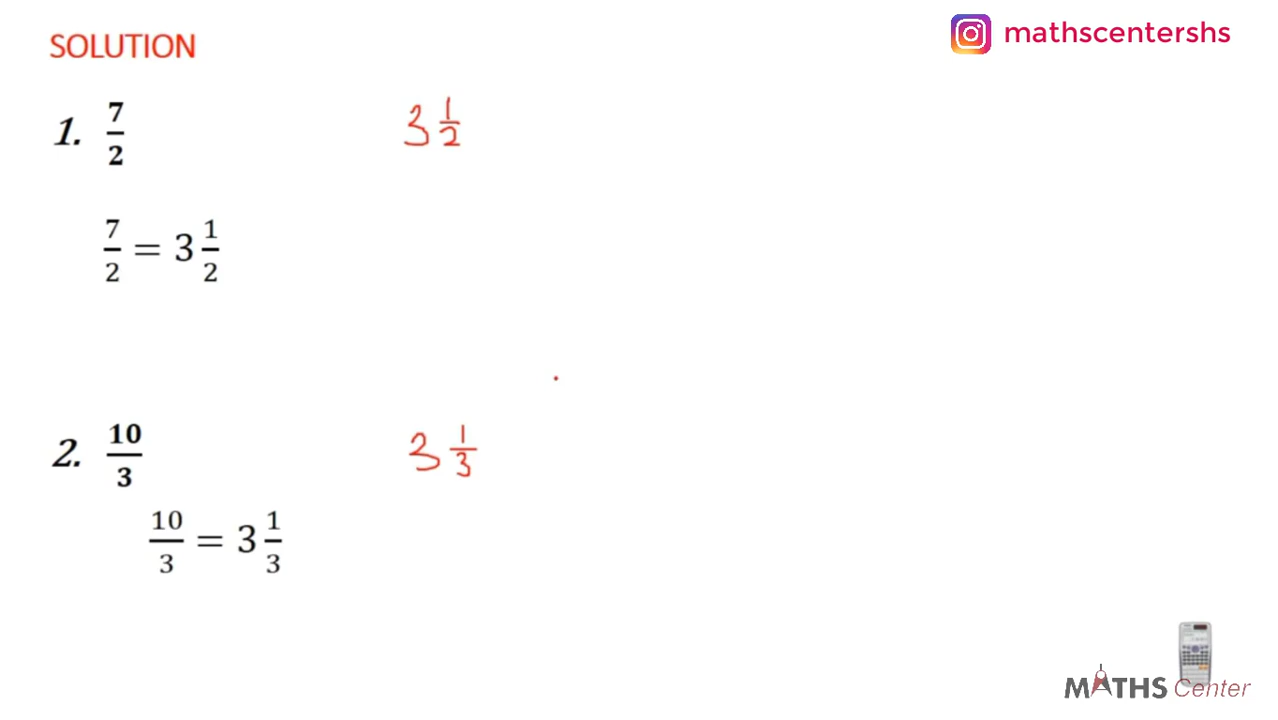 SOLUTION
mathscentershs
1. 7/2
3 1/2
7/2 = 3 1/2
2. 10/3
3 1/3
10/3 = 3 1/3
MATHS Center